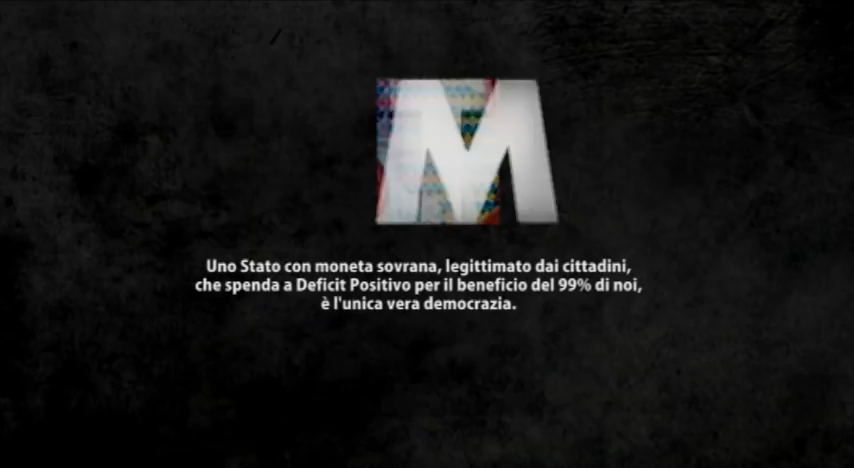 M
Uno Stato con moneta sovrana, legittimato dai cittadini,
che spenda a Deficit Positivo per il beneficio del 99% di noi,
è l'unica vera democrazia.